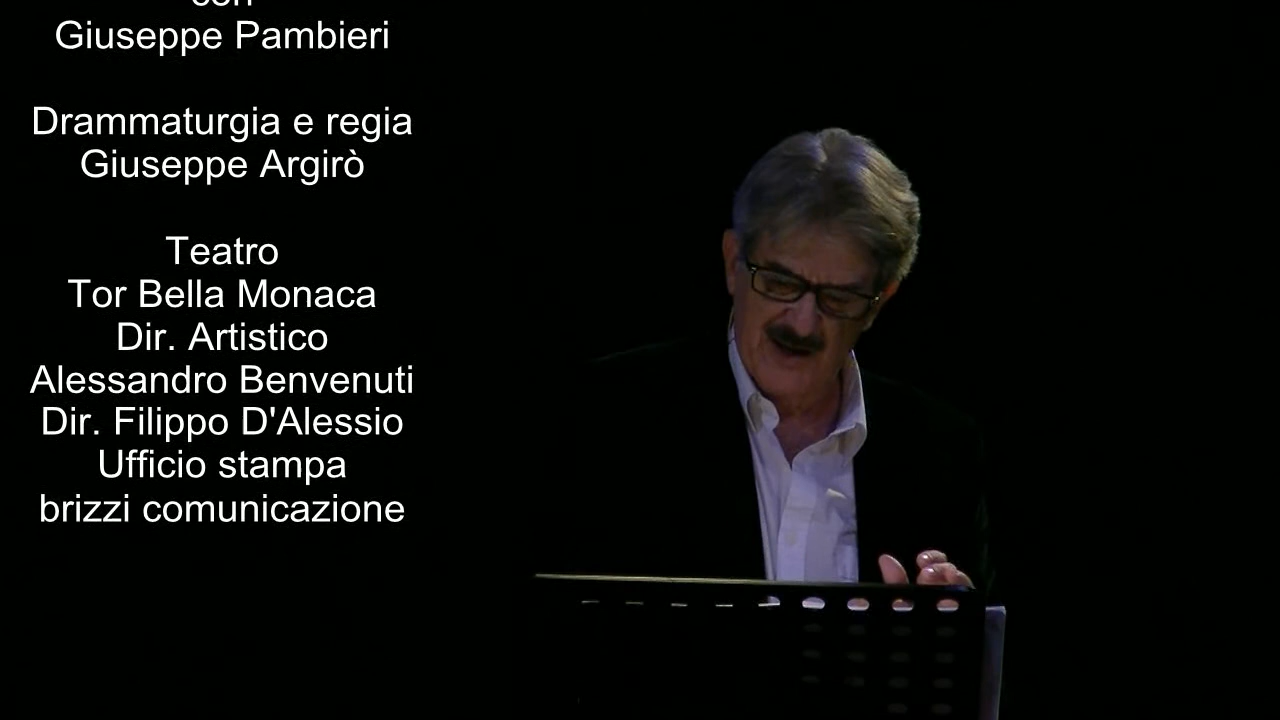 con
Giuseppe Pambieri
Drammaturgia e regia
Giuseppe Argirò
Teatro
Tor Bella Monaca
Dir. Artistico
Alessandro Benvenuti
Dir. Filippo D'Alessio
Ufficio stampa
brizzi comunicazione